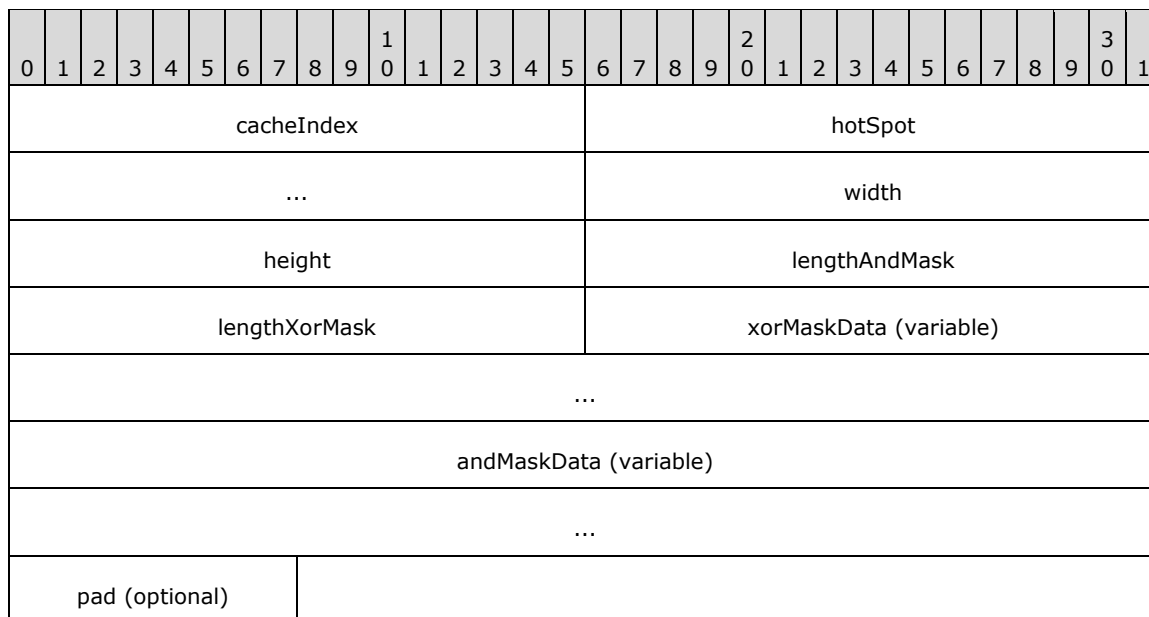 1 2 3
0 1 2 3 4 5 6 7 8 9 0 1 2 3 4 5 6 7 8 9 0 1 2 3 4 5 6 7 8 9 0 1
cacheIndex hotSpot
... width
height lengthAndMask
lengthXorMask xorMaskData (variable)
...
andMaskData (variable)
...
pad (optional)